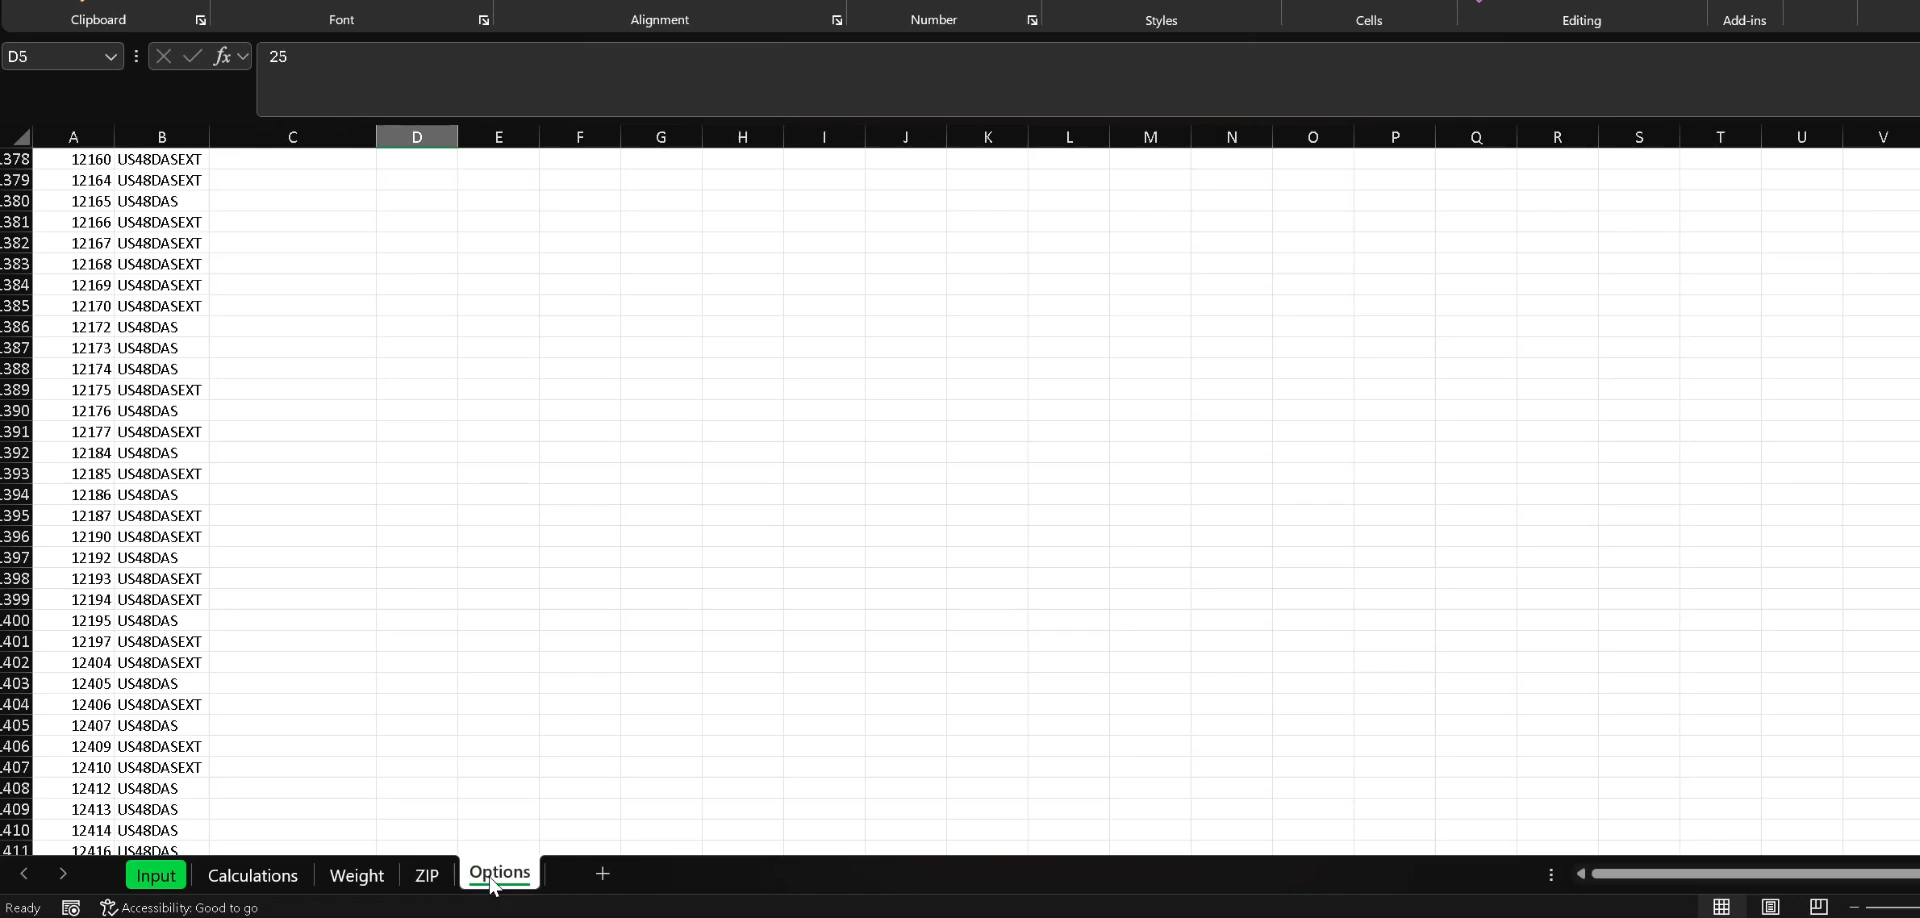 Clipboard Font Alignment Number Styles Cells Editing Add-ins
D5 fx 25
A B C D E F G H I J K L M N O P Q R S T U V
378 12160 US48DASEXT
379 12164 US48DASEXT
380 12165 US48DAS
381 12166 US48DASEXT
382 12167 US48DASEXT
383 12168 US48DASEXT
384 12169 US48DASEXT
385 12170 US48DASEXT
386 12172 US48DAS
387 12173 US48DAS
388 12174 US48DAS
389 12175 US48DASEXT
390 12176 US48DAS
391 12177 US48DASEXT
392 12184 US48DAS
393 12185 US48DASEXT
394 12186 US48DAS
395 12187 US48DASEXT
396 12190 US48DASEXT
397 12192 US48DAS
398 12193 US48DASEXT
399 12194 US48DASEXT
400 12195 US48DAS
401 12197 US48DASEXT
402 12404 US48DASEXT
403 12405 US48DAS
404 12406 US48DASEXT
405 12407 US48DAS
406 12409 US48DASEXT
407 12410 US48DASEXT
408 12412 US48DAS
409 12413 US48DAS
410 12414 US48DAS
411 12416 US48DAS
Input Calculations Weight ZIP Options
Ready Accessibility: Good to go